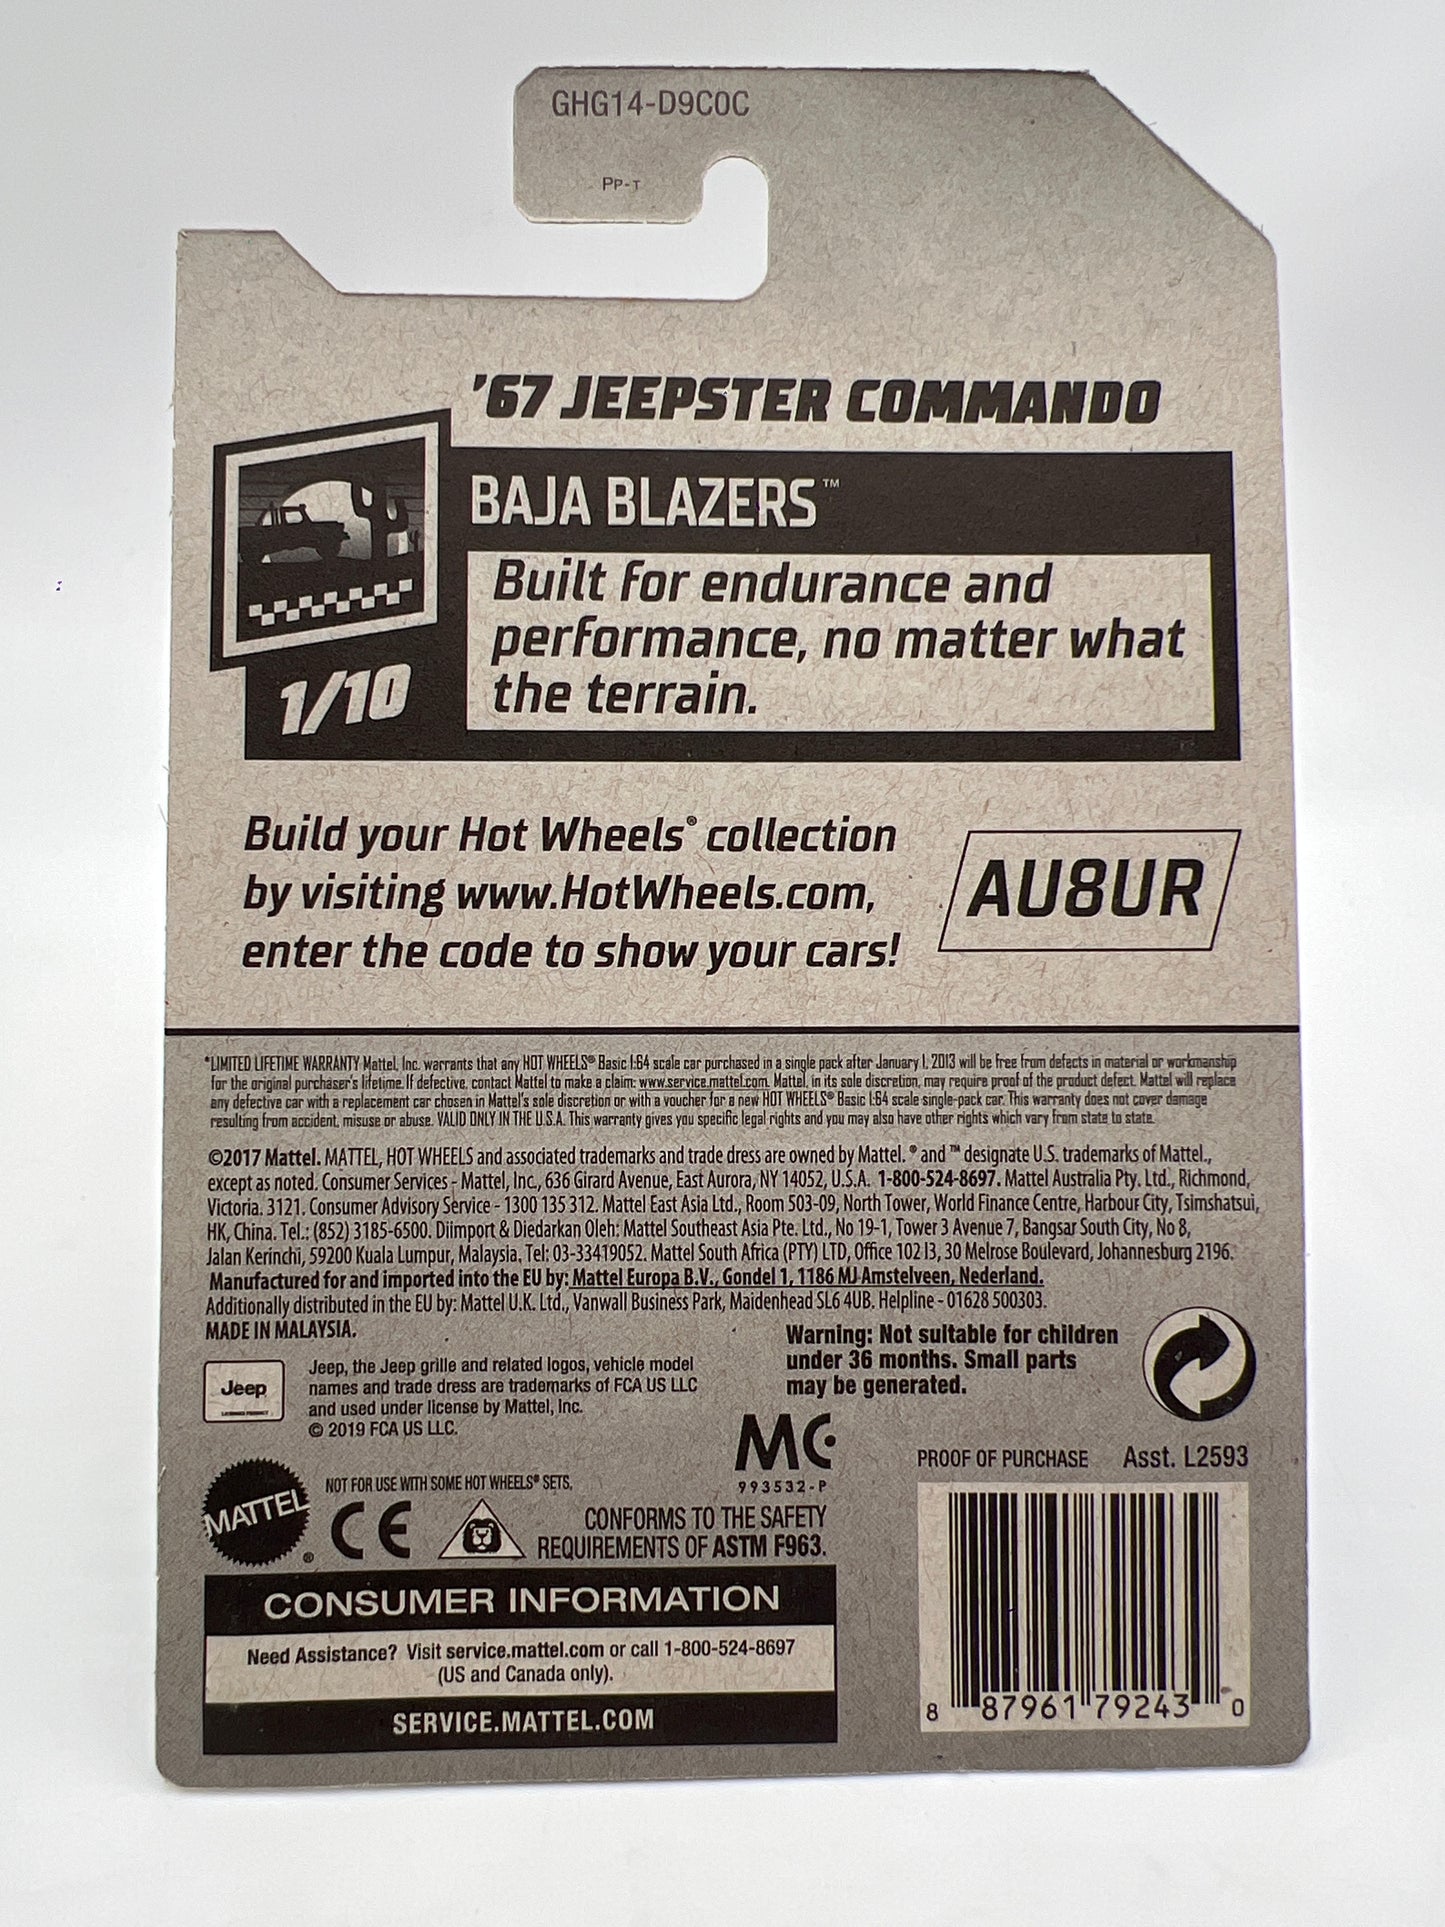 GHG14-D9C0C
PP-T
'67 JEEPSTER COMMANDO
BAJA BLAZERS™
Built for endurance and
performance, no matter what
the terrain.
1/10
Build your Hot Wheels® collection
by visiting www.HotWheels.com,
enter the code to show your cars!
AU8UR
*LIMITED LIFETIME WARRANTY Mattel, Inc. warrants that any HOT WHEELS® Basic 1:64 scale car purchased in a single pack after January 1, 2013 will be free from defects in material or workmanship
for the original purchaser's lifetime. If defective, contact Mattel to make a claim: www.service.mattel.com. Mattel, in its sole discretion, may require proof of the product defect. Mattel will replace
any defective car with a replacement car chosen in Mattel's sole discretion or with a voucher for a new HOT WHEELS® Basic 1:64 scale single-pack car. This warranty does not cover damage
resulting from accident, misuse or abuse. VALID ONLY IN THE U.S.A. This warranty gives you specific legal rights and you may also have other rights which vary from state to state.
©2017 Mattel. MATTEL, HOT WHEELS and associated trademarks and trade dress are owned by Mattel. ® and ™ designate U.S. trademarks of Mattel.,
except as noted. Consumer Services - Mattel, Inc., 636 Girard Avenue, East Aurora, NY 14052, U.S.A. 1-800-524-8697. Mattel Australia Pty. Ltd., Richmond,
Victoria. 3121. Consumer Advisory Service - 1300 135 312. Mattel East Asia Ltd., Room 503-09, North Tower, World Finance Centre, Harbour City, Tsimshatsui,
HK, China. Tel.: (852) 3185-6500. Diimport & Diedarkan Oleh: Mattel Southeast Asia Pte. Ltd., No 19-1, Tower 3 Avenue 7, Bangsar South City, No 8,
Jalan Kerinchi, 59200 Kuala Lumpur, Malaysia. Tel: 03-33419052. Mattel South Africa (PTY) LTD, Office 102 I3, 30 Melrose Boulevard, Johannesburg 2196.
Manufactured for and imported into the EU by: Mattel Europa B.V., Gondel 1, 1186 MJ Amstelveen, Nederland.
Additionally distributed in the EU by: Mattel U.K. Ltd., Vanwall Business Park, Maidenhead SL6 4UB. Helpline - 01628 500303.
MADE IN MALAYSIA.
Warning: Not suitable for children
under 36 months. Small parts
may be generated.
Jeep
LICENSED PRODUCT
Jeep, the Jeep grille and related logos, vehicle model
names and trade dress are trademarks of FCA US LLC
and used under license by Mattel, Inc.
© 2019 FCA US LLC.
MC
993532-P
PROOF OF PURCHASE Asst. L2593
MATTEL®
NOT FOR USE WITH SOME HOT WHEELS® SETS.
CE
CONFORMS TO THE SAFETY
REQUIREMENTS OF ASTM F963.
CONSUMER INFORMATION
Need Assistance? Visit service.mattel.com or call 1-800-524-8697
(US and Canada only).
SERVICE.MATTEL.COM
8 87961 79243 0